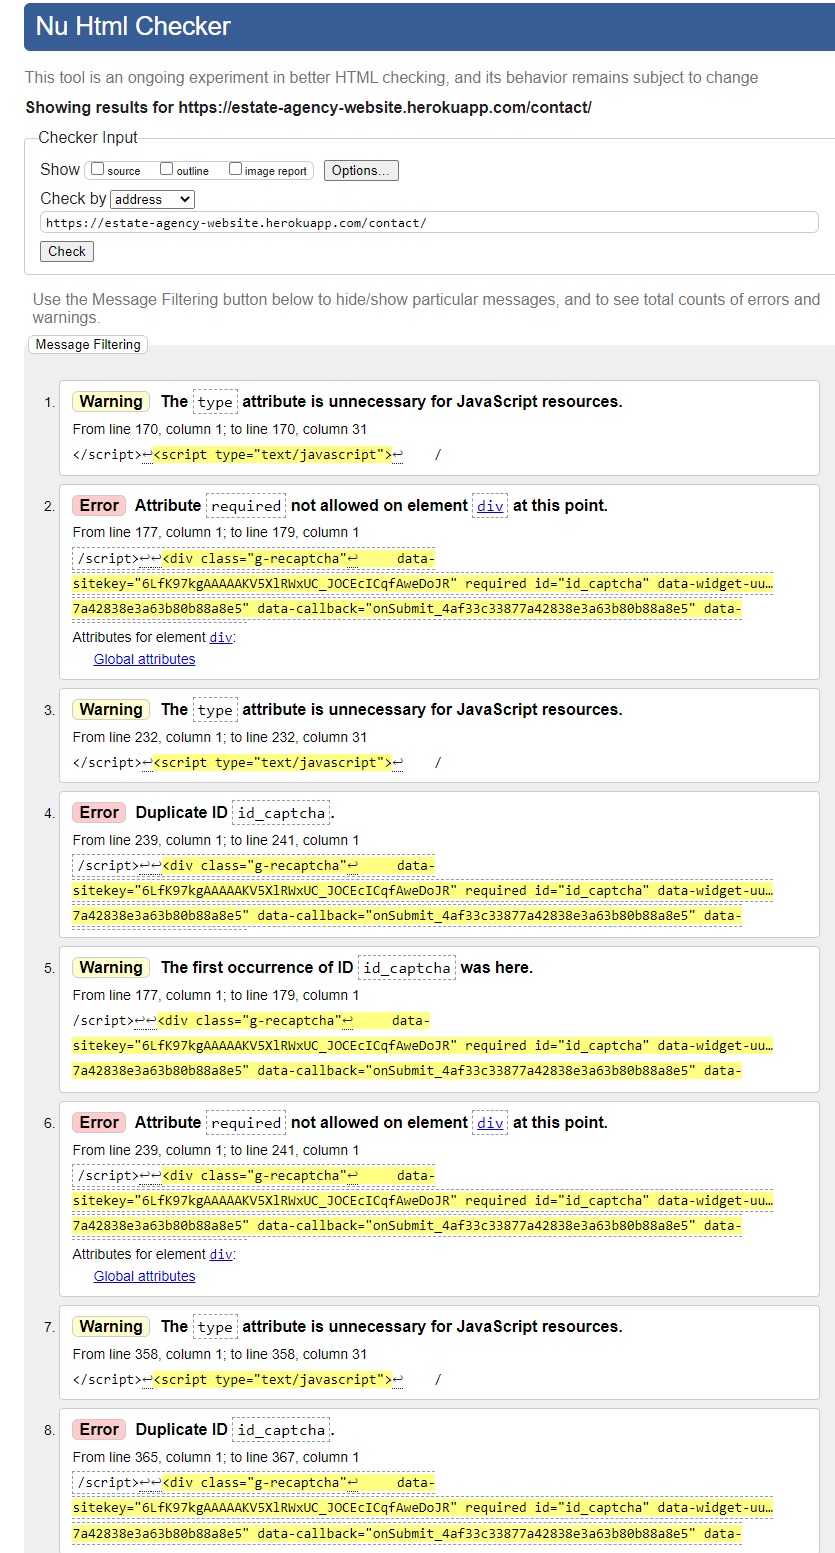 Nu Html Checker
This tool is an ongoing experiment in better HTML checking, and its behavior remains subject to change
Showing results for https://estate-agency-website.herokuapp.com/contact/
Checker Input
Show source outline image report Options...
Check by address
https://estate-agency-website.herokuapp.com/contact/
Check
Use the Message Filtering button below to hide/show particular messages, and to see total counts of errors and
warnings.
Message Filtering
1. Warning The type attribute is unnecessary for JavaScript resources.
From line 170, column 1; to line 170, column 31
</script>↩<script type="text/javascript">↩ /
2. Error Attribute required not allowed on element div at this point.
From line 177, column 1; to line 179, column 1
/script>↩↩<div class="g-recaptcha"↩ data-
sitekey="6LfK97kgAAAAAKV5XlRWxUC_JOCEcICqfAweDoJR" required id="id_captcha" data-widget-uu…
7a42838e3a63b80b88a8e5" data-callback="onSubmit_4af33c33877a42838e3a63b80b88a8e5" data-
Attributes for element div:
Global attributes
3. Warning The type attribute is unnecessary for JavaScript resources.
From line 232, column 1; to line 232, column 31
</script>↩<script type="text/javascript">↩ /
4. Error Duplicate ID id_captcha.
From line 239, column 1; to line 241, column 1
/script>↩↩<div class="g-recaptcha"↩ data-
sitekey="6LfK97kgAAAAAKV5XlRWxUC_JOCEcICqfAweDoJR" required id="id_captcha" data-widget-uu…
7a42838e3a63b80b88a8e5" data-callback="onSubmit_4af33c33877a42838e3a63b80b88a8e5" data-
5. Warning The first occurrence of ID id_captcha was here.
From line 177, column 1; to line 179, column 1
/script>↩↩<div class="g-recaptcha"↩ data-
sitekey="6LfK97kgAAAAAKV5XlRWxUC_JOCEcICqfAweDoJR" required id="id_captcha" data-widget-uu…
7a42838e3a63b80b88a8e5" data-callback="onSubmit_4af33c33877a42838e3a63b80b88a8e5" data-
6. Error Attribute required not allowed on element div at this point.
From line 239, column 1; to line 241, column 1
/script>↩↩<div class="g-recaptcha"↩ data-
sitekey="6LfK97kgAAAAAKV5XlRWxUC_JOCEcICqfAweDoJR" required id="id_captcha" data-widget-uu…
7a42838e3a63b80b88a8e5" data-callback="onSubmit_4af33c33877a42838e3a63b80b88a8e5" data-
Attributes for element div:
Global attributes
7. Warning The type attribute is unnecessary for JavaScript resources.
From line 358, column 1; to line 358, column 31
</script>↩<script type="text/javascript">↩ /
8. Error Duplicate ID id_captcha.
From line 365, column 1; to line 367, column 1
/script>↩↩<div class="g-recaptcha"↩ data-
sitekey="6LfK97kgAAAAAKV5XlRWxUC_JOCEcICqfAweDoJR" required id="id_captcha" data-widget-uu…
7a42838e3a63b80b88a8e5" data-callback="onSubmit_4af33c33877a42838e3a63b80b88a8e5" data-